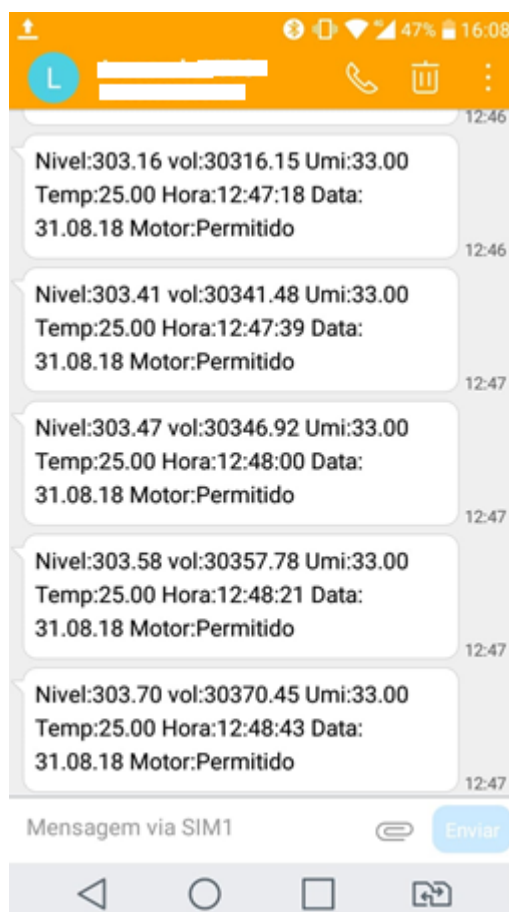 47% 16:08
L
12:46
Nivel:303.16 vol:30316.15 Umi:33.00
Temp:25.00 Hora:12:47:18 Data:
31.08.18 Motor:Permitido
12:46
Nivel:303.41 vol:30341.48 Umi:33.00
Temp:25.00 Hora:12:47:39 Data:
31.08.18 Motor:Permitido
12:47
Nivel:303.47 vol:30346.92 Umi:33.00
Temp:25.00 Hora:12:48:00 Data:
31.08.18 Motor:Permitido
12:47
Nivel:303.58 vol:30357.78 Umi:33.00
Temp:25.00 Hora:12:48:21 Data:
31.08.18 Motor:Permitido
12:47
Nivel:303.70 vol:30370.45 Umi:33.00
Temp:25.00 Hora:12:48:43 Data:
31.08.18 Motor:Permitido
12:47
Mensagem via SIM1 Enviar